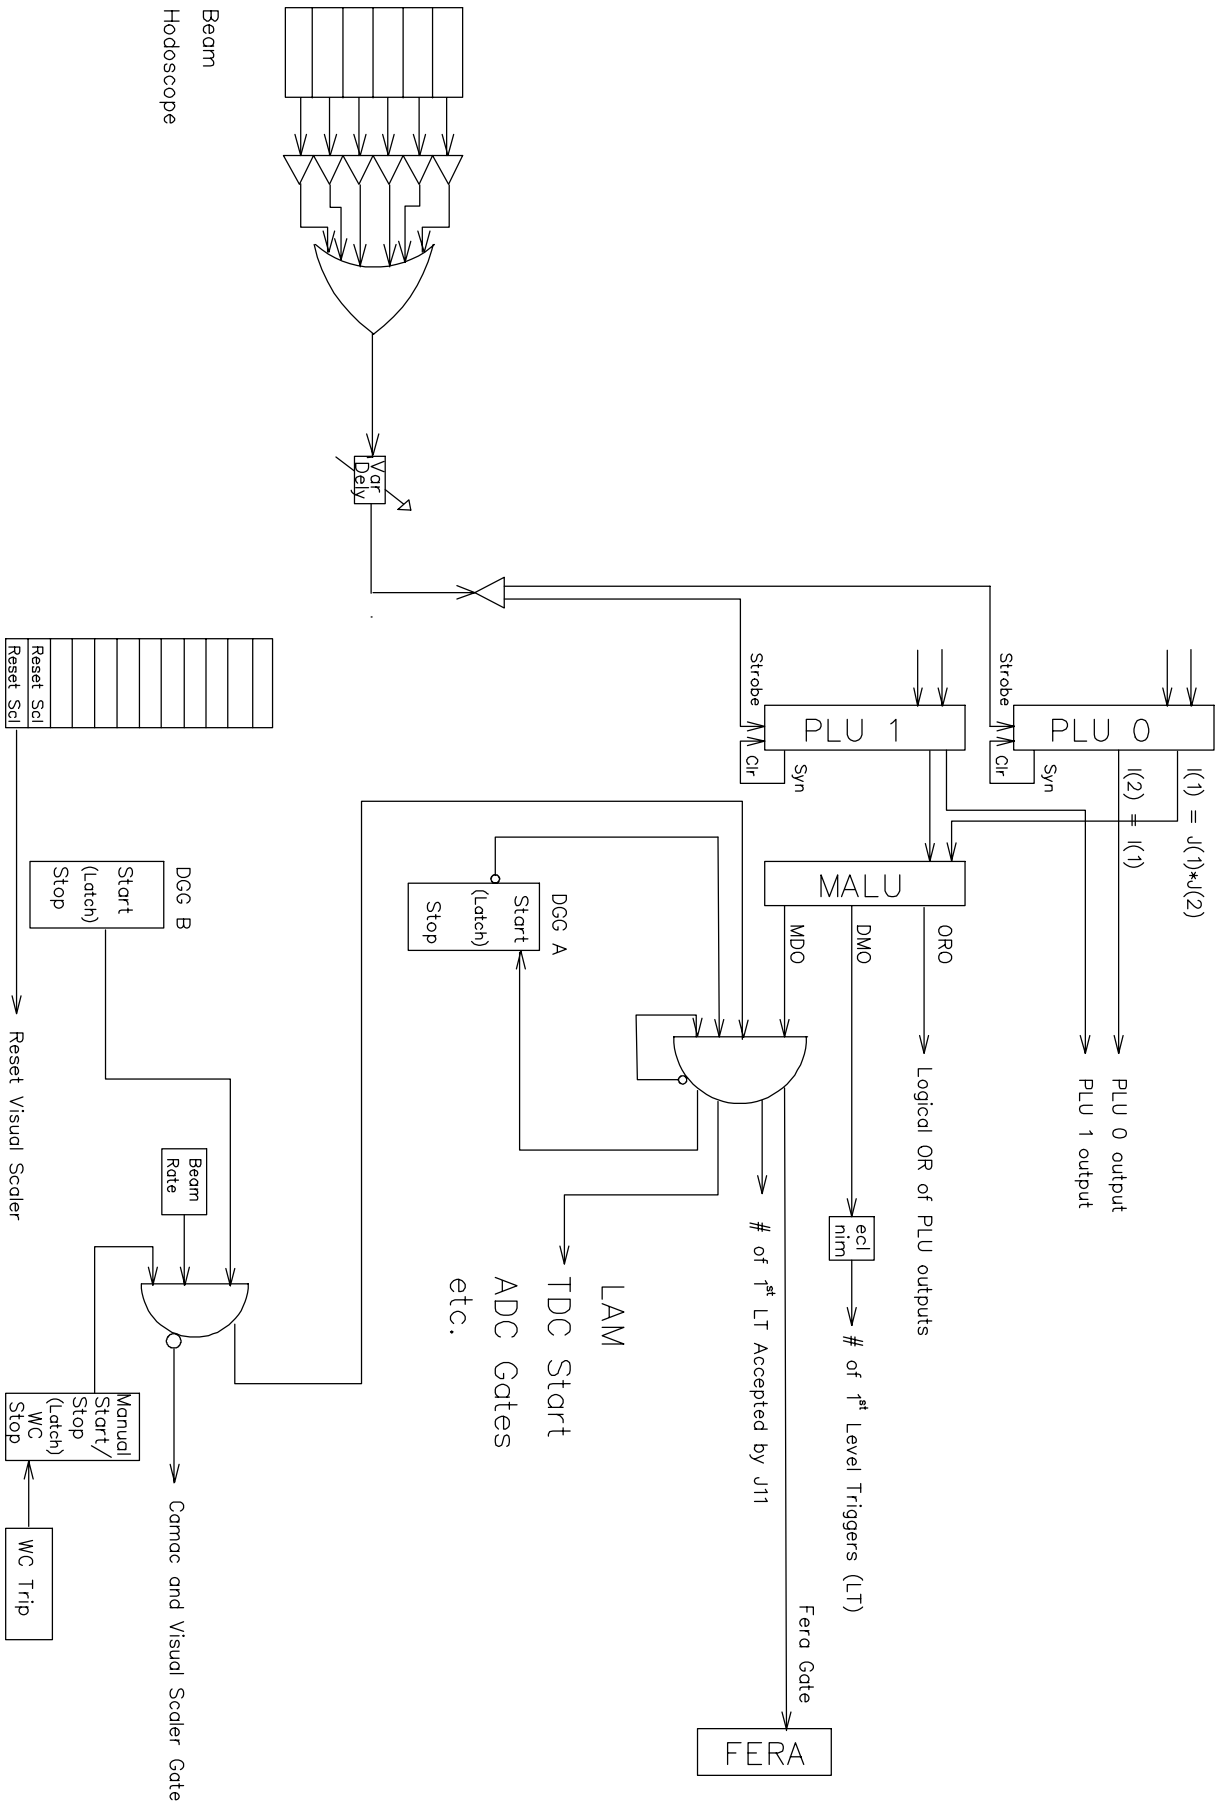 Beam
Hodoscope
Var
Dely
Strobe
PLU 0
Clr
Syn
I(1) = J(1)*J(2)
I(2) = I(1)
Strobe
PLU 1
Clr
Syn
PLU 0 output
PLU 1 output
MALU
ORO
DMO
MDO
Logical OR of PLU outputs
ecl
nim
# of 1st Level Triggers (LT)
# of 1st LT Accepted by J11
Fera Gate
FERA
DGG A
Start
(Latch)
Stop
LAM
TDC Start
ADC Gates
etc.
Reset Scl
Reset Scl
Reset Visual Scaler
DGG B
Start
(Latch)
Stop
Beam
Rate
Manual
Start/
Stop
(Latch)
WC
Stop
WC Trip
Camac and Visual Scaler Gate